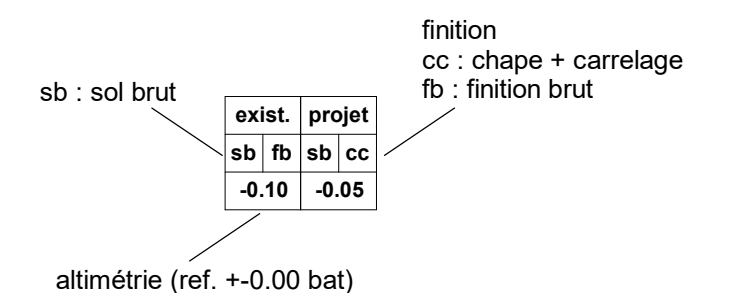 finition
cc : chape + carrelage
fb : finition brut
sb : sol brut
exist. projet
sb fb sb cc
-0.10 -0.05
altimétrie (ref. +-0.00 bat)